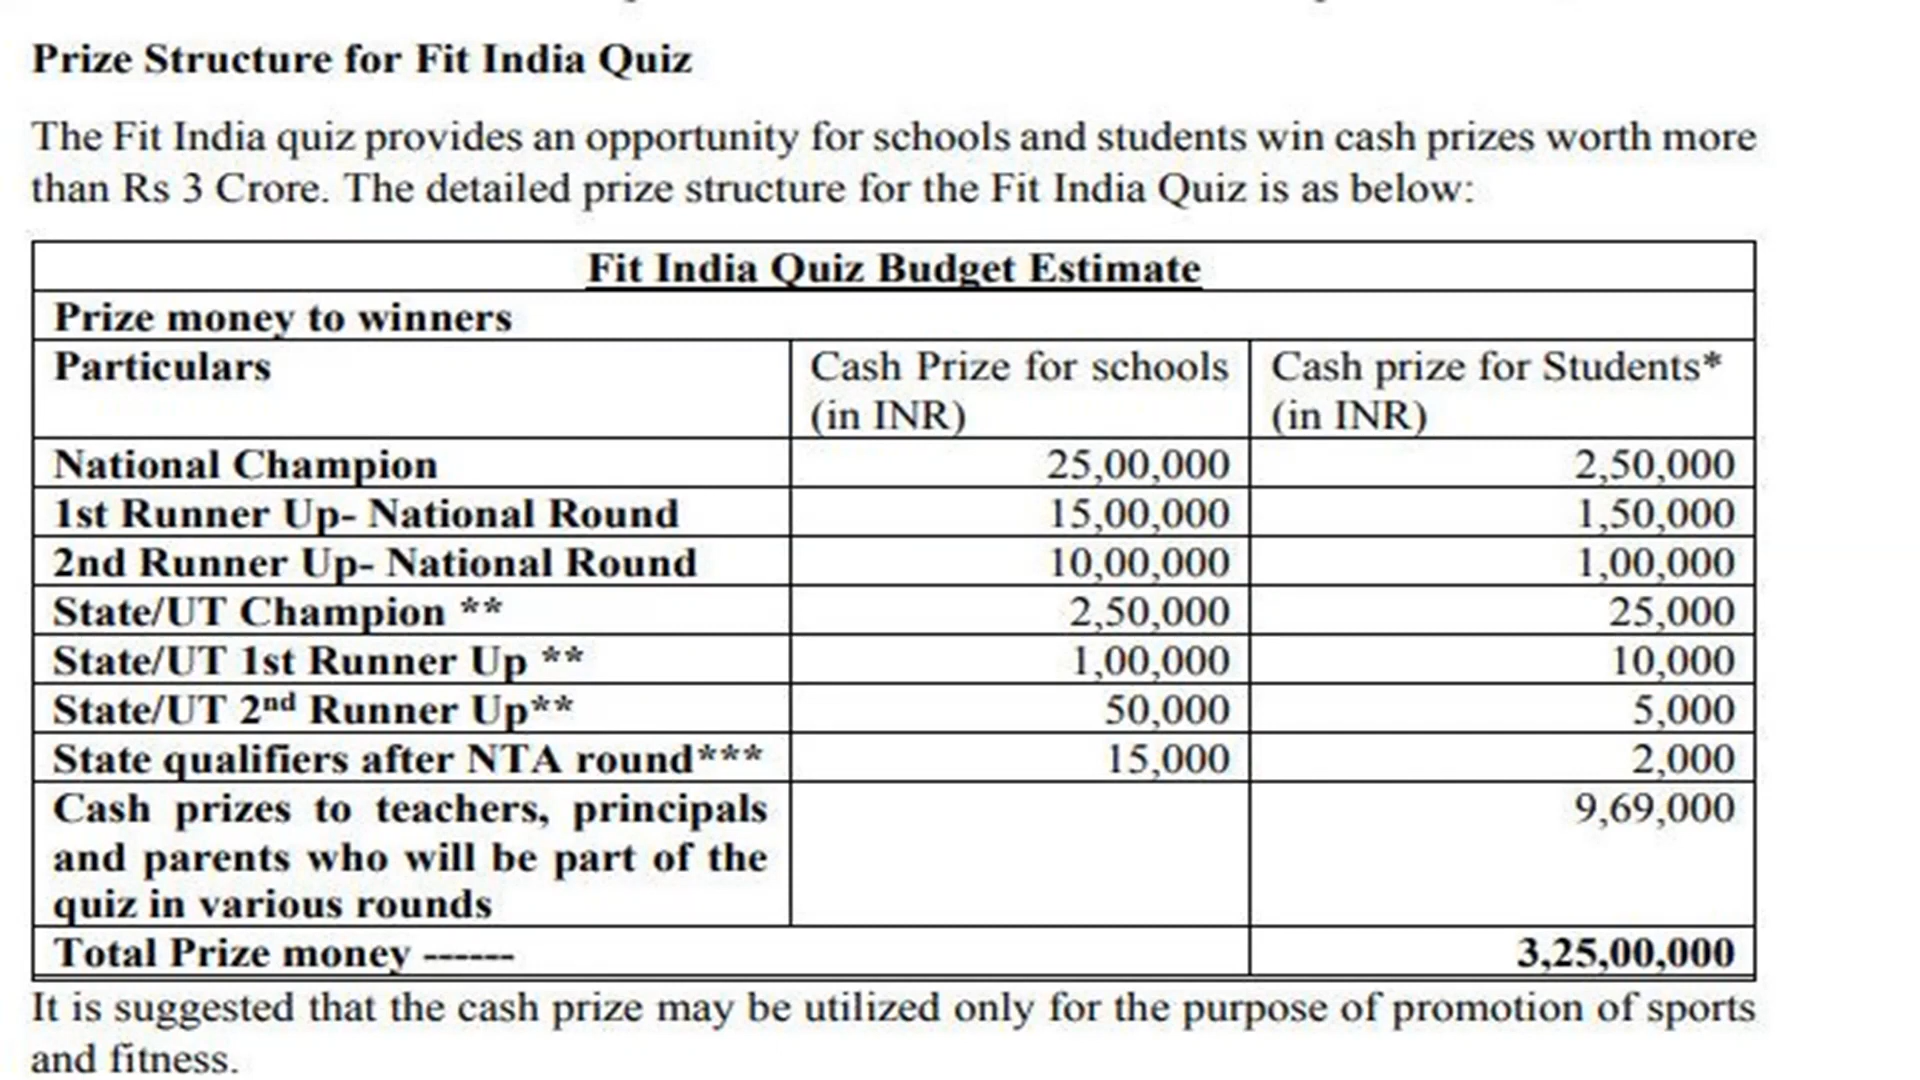 Prize Structure for Fit India Quiz
The Fit India quiz provides an opportunity for schools and students win cash prizes worth more
than Rs 3 Crore. The detailed prize structure for the Fit India Quiz is as below:
Fit India Quiz Budget Estimate
Prize money to winners
Particulars Cash Prize for schools (in INR) Cash prize for Students* (in INR)
National Champion 25,00,000 2,50,000
1st Runner Up- National Round 15,00,000 1,50,000
2nd Runner Up- National Round 10,00,000 1,00,000
State/UT Champion ** 2,50,000 25,000
State/UT 1st Runner Up ** 1,00,000 10,000
State/UT 2nd Runner Up** 50,000 5,000
State qualifiers after NTA round*** 15,000 2,000
Cash prizes to teachers, principals 9,69,000
and parents who will be part of the
quiz in various rounds
Total Prize money ------ 3,25,00,000
It is suggested that the cash prize may be utilized only for the purpose of promotion of sports
and fitness.